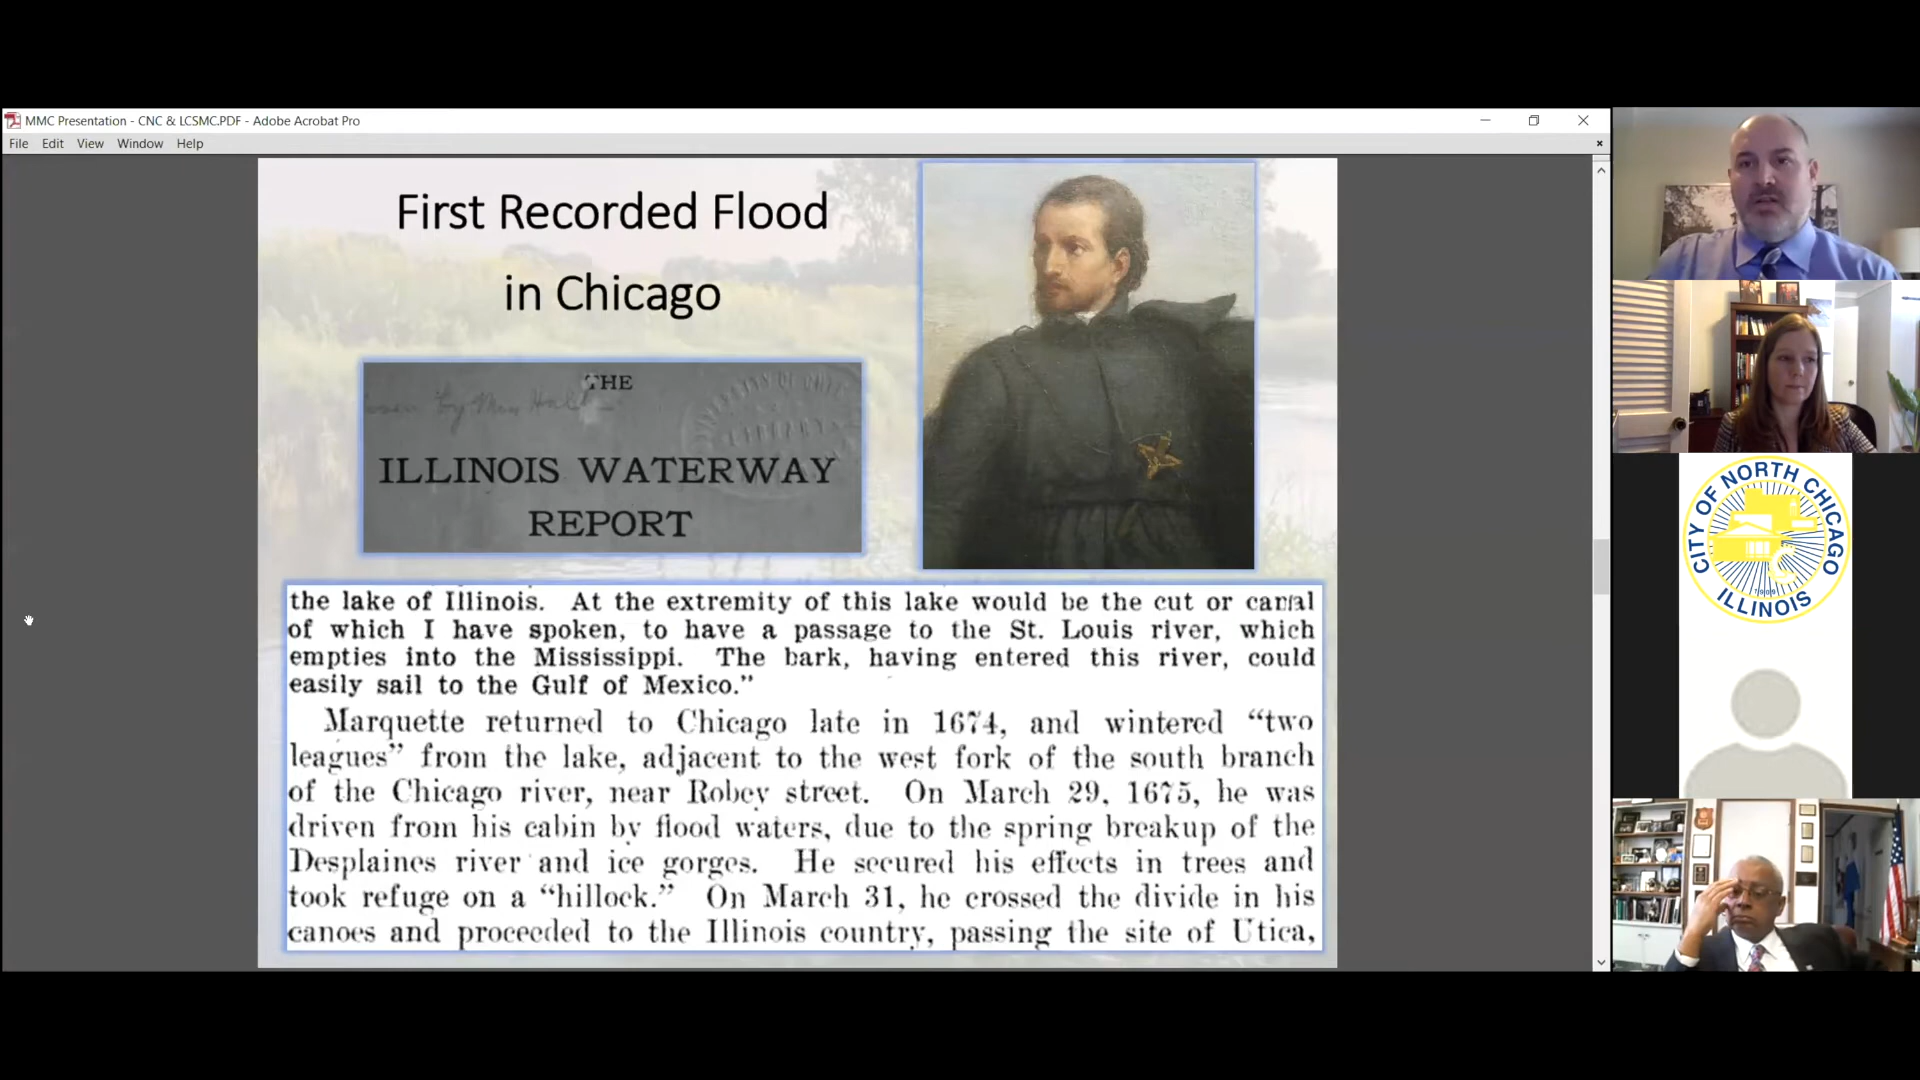 MMC Presentation - CNC & LCSMC.PDF - Adobe Acrobat Pro
File Edit View Window Help
First Recorded Flood
in Chicago
THE
ILLINOIS WATERWAY
REPORT
the lake of Illinois. At the extremity of this lake would be the cut or canal
of which I have spoken, to have a passage to the St. Louis river, which
empties into the Mississippi. The bark, having entered this river, could
easily sail to the Gulf of Mexico.”
Marquette returned to Chicago late in 1674, and wintered “two
leagues” from the lake, adjacent to the west fork of the south branch
of the Chicago river, near Robey street. On March 29, 1675, he was
driven from his cabin by flood waters, due to the spring breakup of the
Desplaines river and ice gorges. He secured his effects in trees and
took refuge on a “hillock.” On March 31, he crossed the divide in his
canoes and proceeded to the Illinois country, passing the site of Utica,
CITY OF NORTH CHICAGO
1909
ILLINOIS